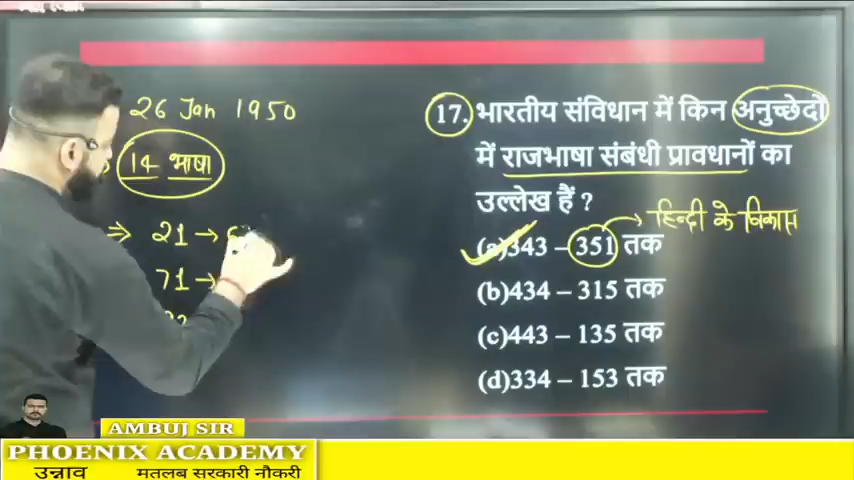 26 Jan 1950
14 भाषा
⇒ 21 →
71 →
17. भारतीय संविधान में किन अनुच्छेदों
में राजभाषा संबंधी प्रावधानों का
उल्लेख हैं ?
(a) 343 – 351 तक → हिन्दी के विकास
(b) 434 – 315 तक
(c) 443 – 135 तक
(d) 334 – 153 तक
AMBUJ SIR
PHOENIX ACADEMY
उन्नाव मतलब सरकारी नौकरी